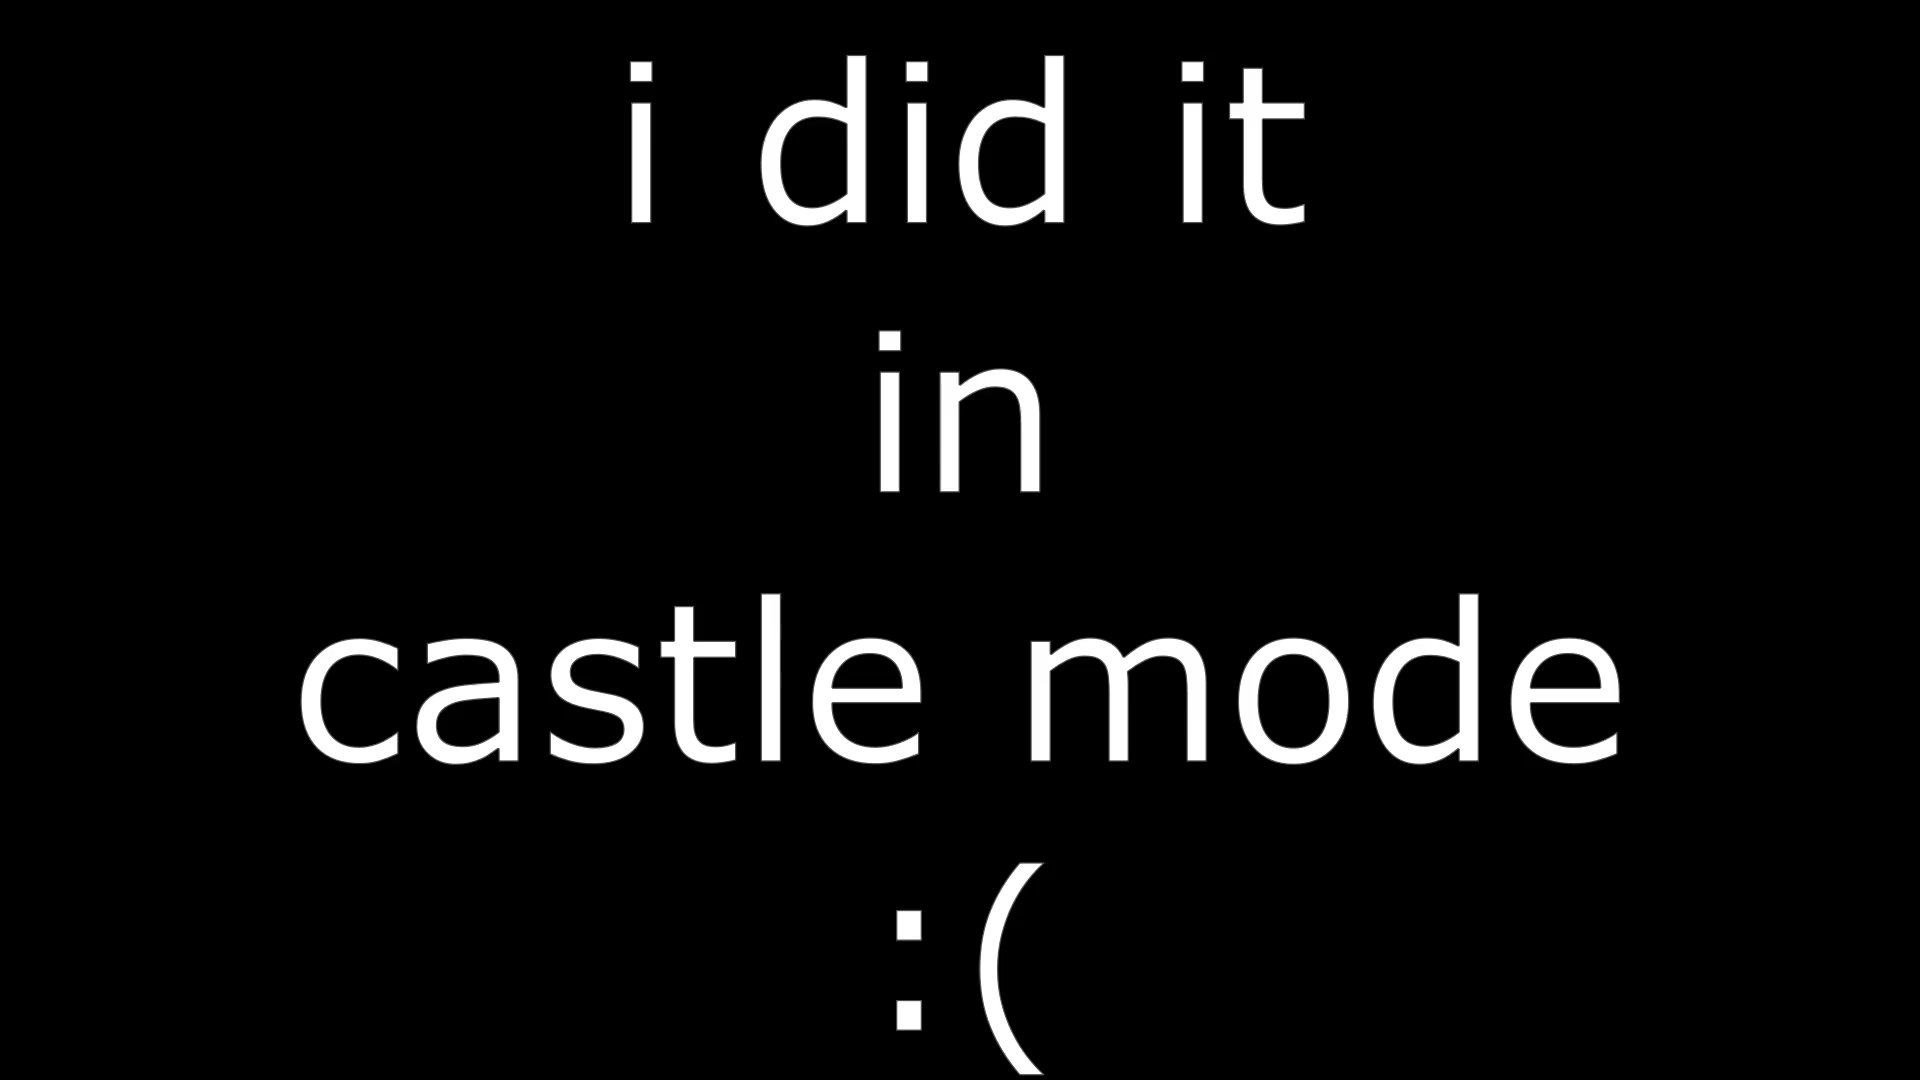 i did it
in
castle mode
:(